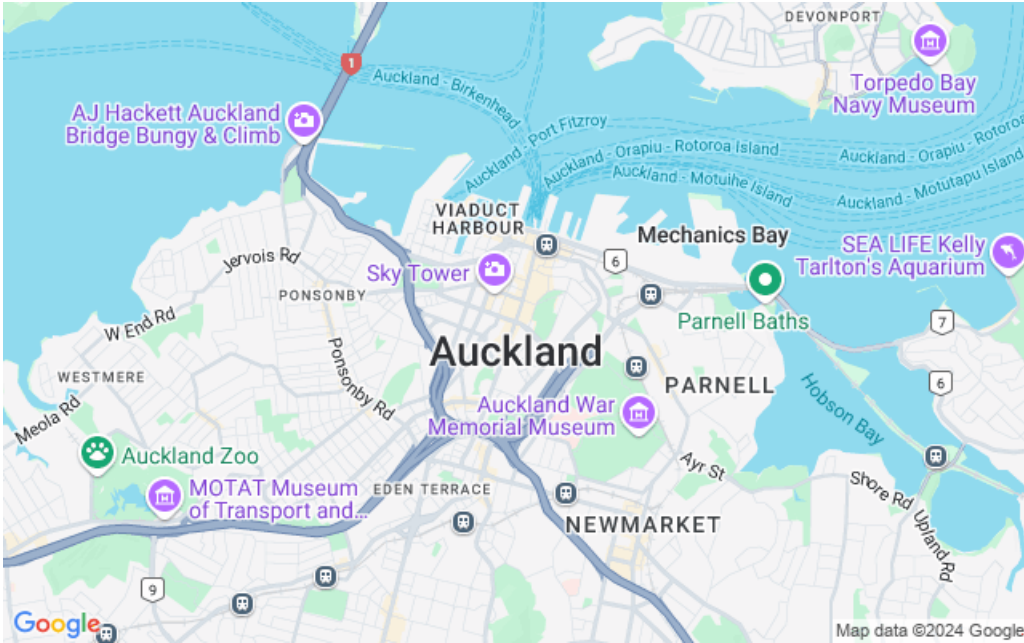 DEVONPORT
Torpedo Bay
Navy Museum
1
Auckland - Birkenhead
AJ Hackett Auckland
Bridge Bungy & Climb
Auckland - Port Fitzroy
Auckland - Orapiu - Rotoroa Island
Auckland - Orapiu - Rotoroa
Auckland - Motuihe Island
Auckland - Motutapu Island
VIADUCT
HARBOUR
Mechanics Bay
SEA LIFE Kelly
Tarlton's Aquarium
Jervois Rd
Sky Tower
6
PONSONBY
Parnell Baths
7
W End Rd
Auckland
Ponsonby Rd
WESTMERE
PARNELL
6
Hobson Bay
Meola Rd
Auckland War
Memorial Museum
Auckland Zoo
Ayr St
MOTAT Museum
of Transport and...
EDEN TERRACE
Shore Rd
NEWMARKET
Upland Rd
9
Google
Map data ©2024 Google